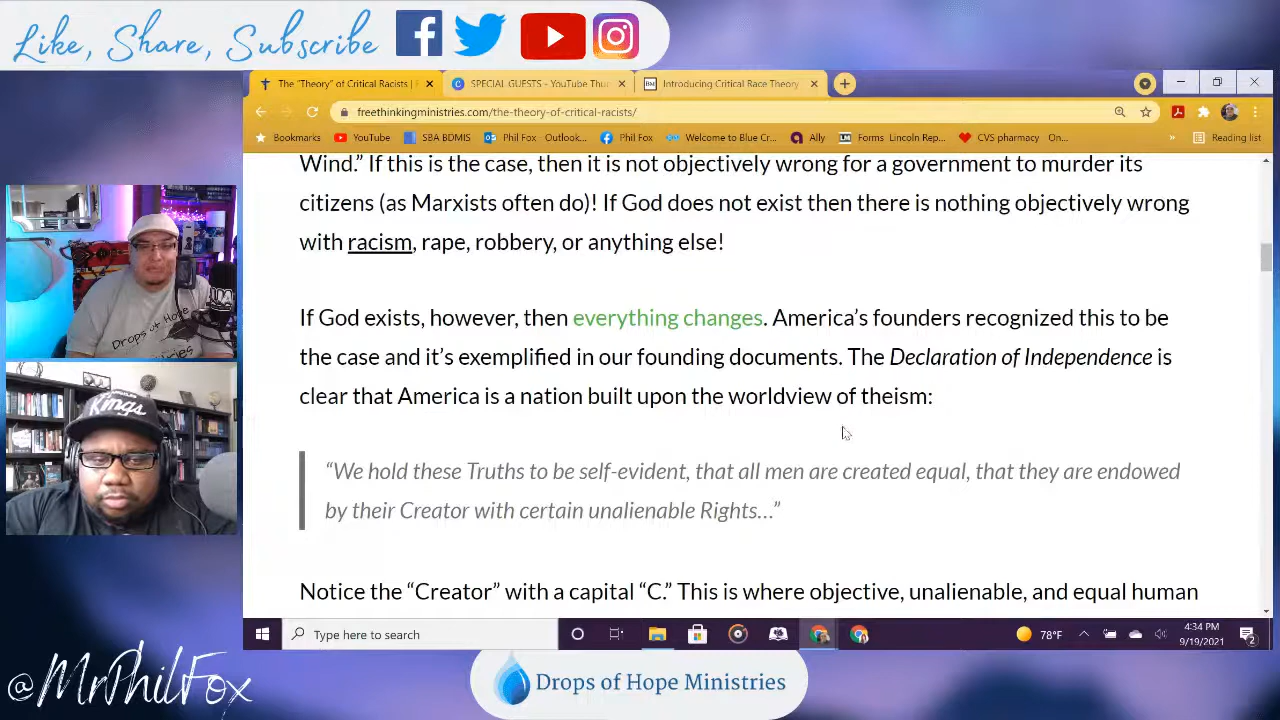 Like, Share, Subscribe
The "Theory" of Critical Racists |
SPECIAL GUESTS - YouTube Thu
Introducing Critical Race Theory
freethinkingministries.com/the-theory-of-critical-racists/
Bookmarks
YouTube
SBA BDMIS
Phil Fox Outlook...
Phil Fox
Welcome to Blue Cr...
Ally
Forms Lincoln Rep...
CVS pharmacy On...
»
Reading list
Wind.” If this is the case, then it is not objectively wrong for a government to murder its
citizens (as Marxists often do)! If God does not exist then there is nothing objectively wrong
with racism, rape, robbery, or anything else!
If God exists, however, then everything changes. America’s founders recognized this to be
the case and it’s exemplified in our founding documents. The Declaration of Independence is
clear that America is a nation built upon the worldview of theism:
“We hold these Truths to be self-evident, that all men are created equal, that they are endowed
by their Creator with certain unalienable Rights…”
Notice the “Creator” with a capital “C.” This is where objective, unalienable, and equal human
Drops of Hope
Kings
Type here to search
78°F
4:34 PM
9/19/2021
2
@MrPhilFox
Drops of Hope Ministries